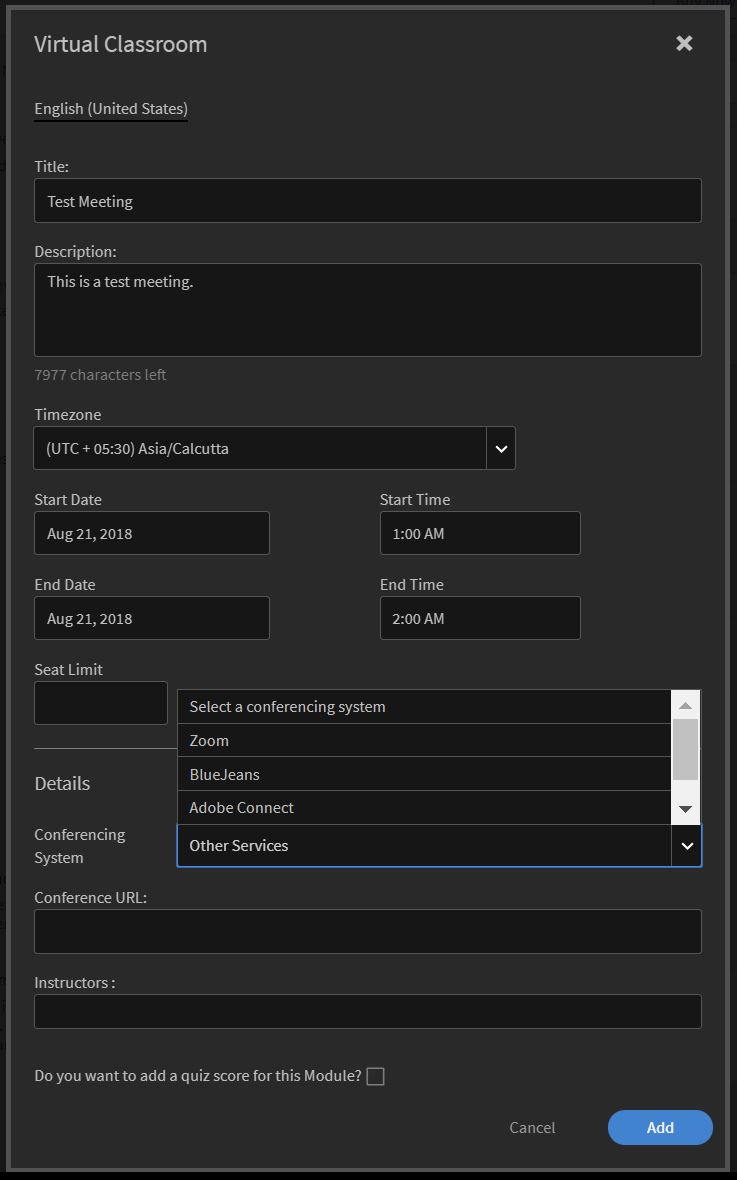 Virtual Classroom
English (United States)
Title:
Test Meeting
Description:
This is a test meeting.
7977 characters left
Timezone
(UTC + 05:30) Asia/Calcutta
Start Date
Start Time
Aug 21, 2018
1:00 AM
End Date
End Time
Aug 21, 2018
2:00 AM
Seat Limit
Select a conferencing system
Zoom
BlueJeans
Adobe Connect
Details
Conferencing
System
Other Services
Conference URL:
Instructors :
Do you want to add a quiz score for this Module?
Cancel
Add